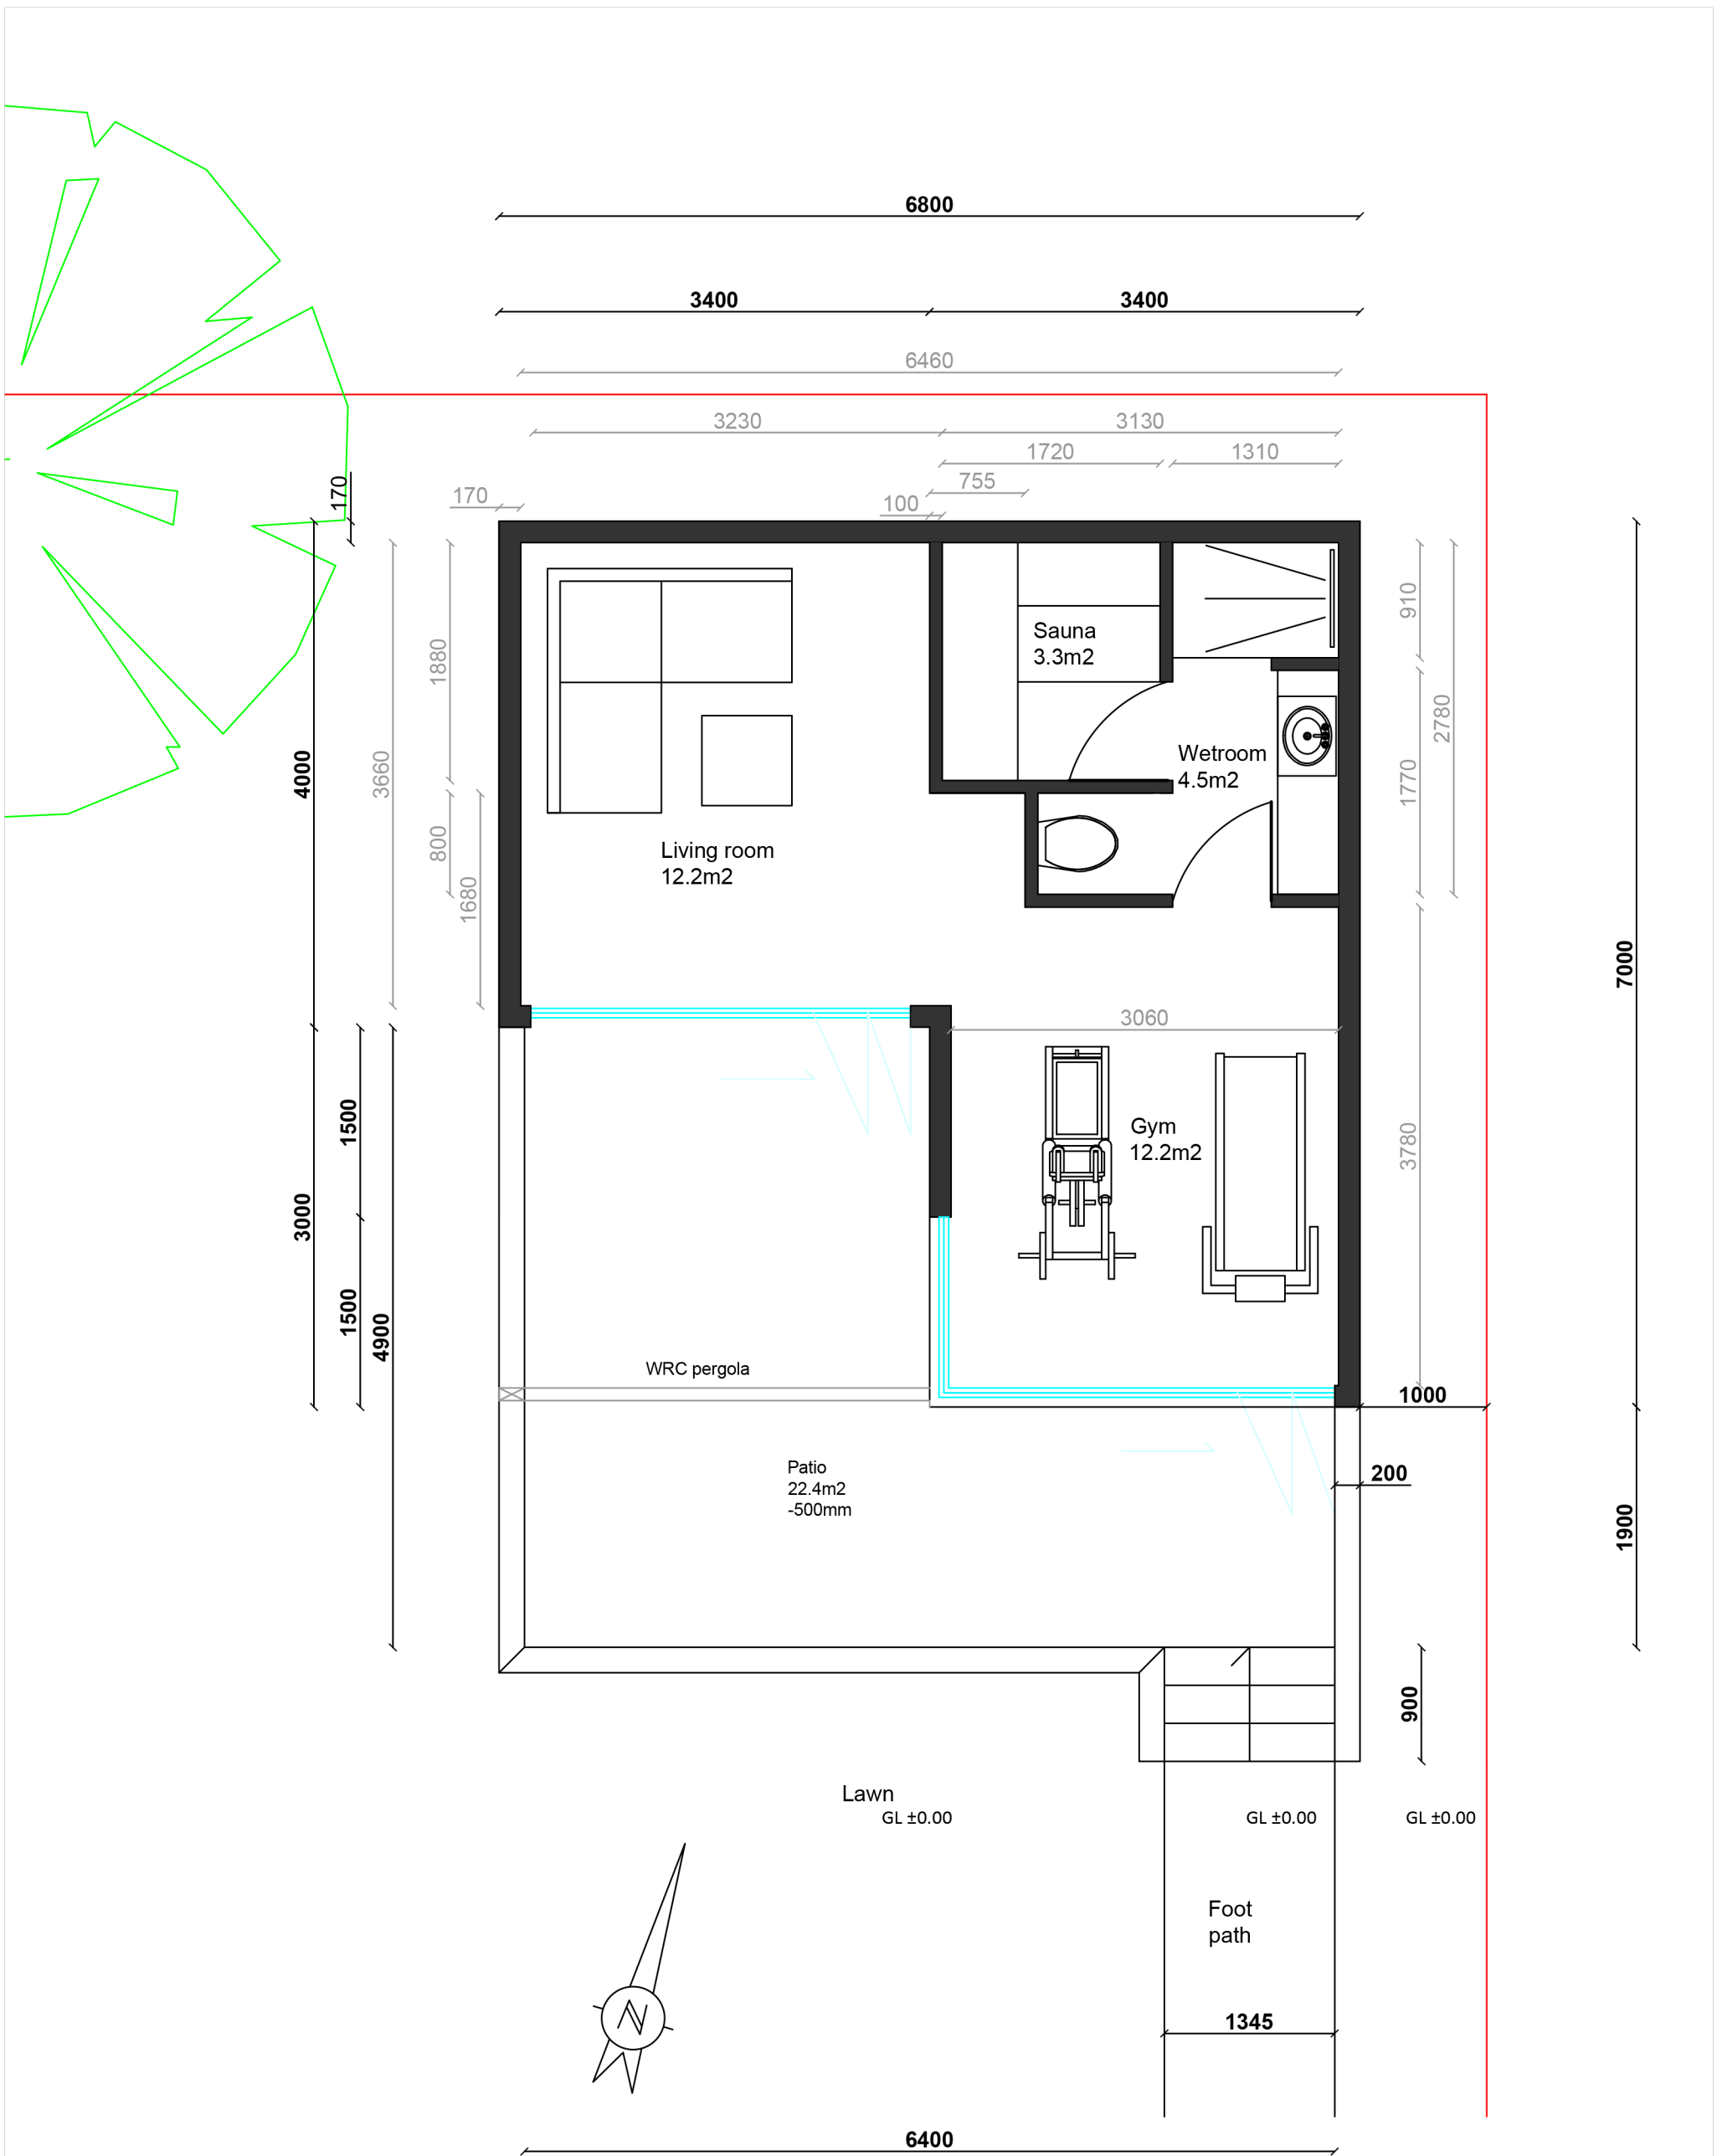 6800
3400 3400
6460
3230 3130
1720 1310
755
170 100
170
910
Sauna
3.3m2
1880
2780
4000
3660
Wetroom
4.5m2
1770
800
Living room
12.2m2
1680
7000
3060
1500
Gym
12.2m2
3780
3000
1500
4900
WRC pergola
1000
Patio
22.4m2
-500mm
200
1900
900
Lawn
GL ±0.00 GL ±0.00 GL ±0.00
Foot
path
N
1345
6400